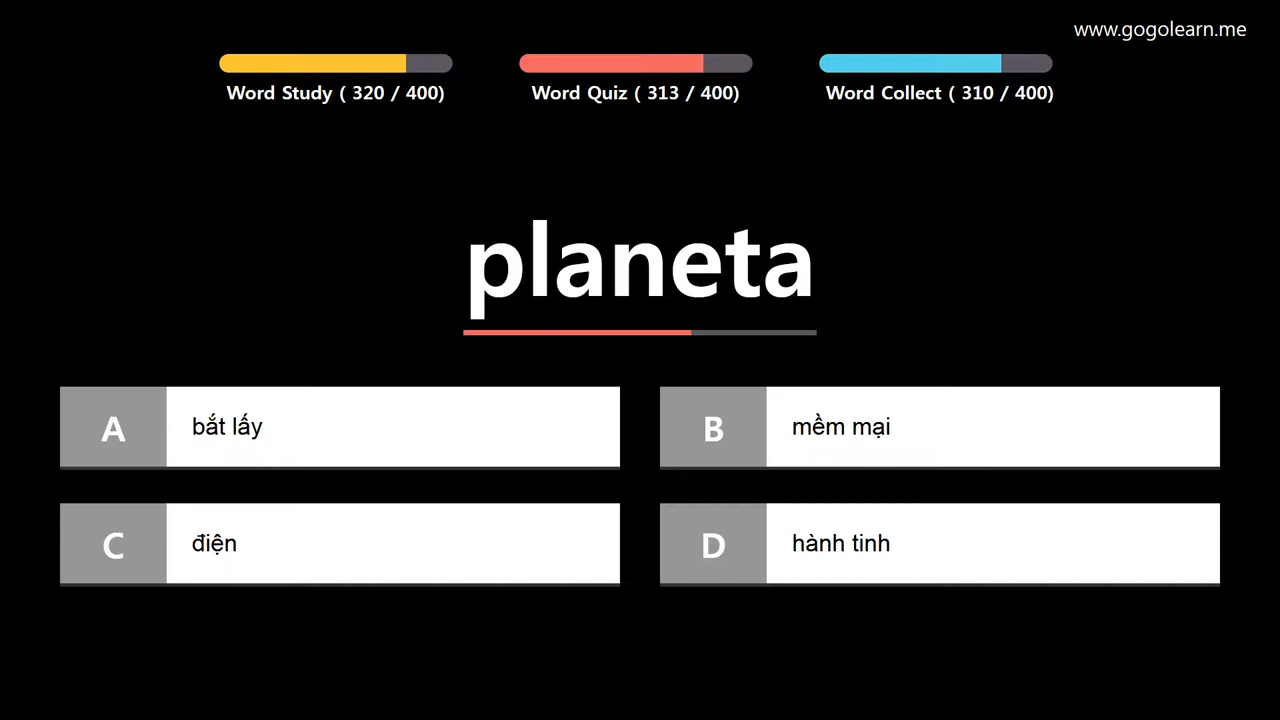 www.gogolearn.me
Word Study ( 320 / 400)
Word Quiz ( 313 / 400)
Word Collect ( 310 / 400)
planeta
A
bắt lấy
B
mềm mại
C
điện
D
hành tinh